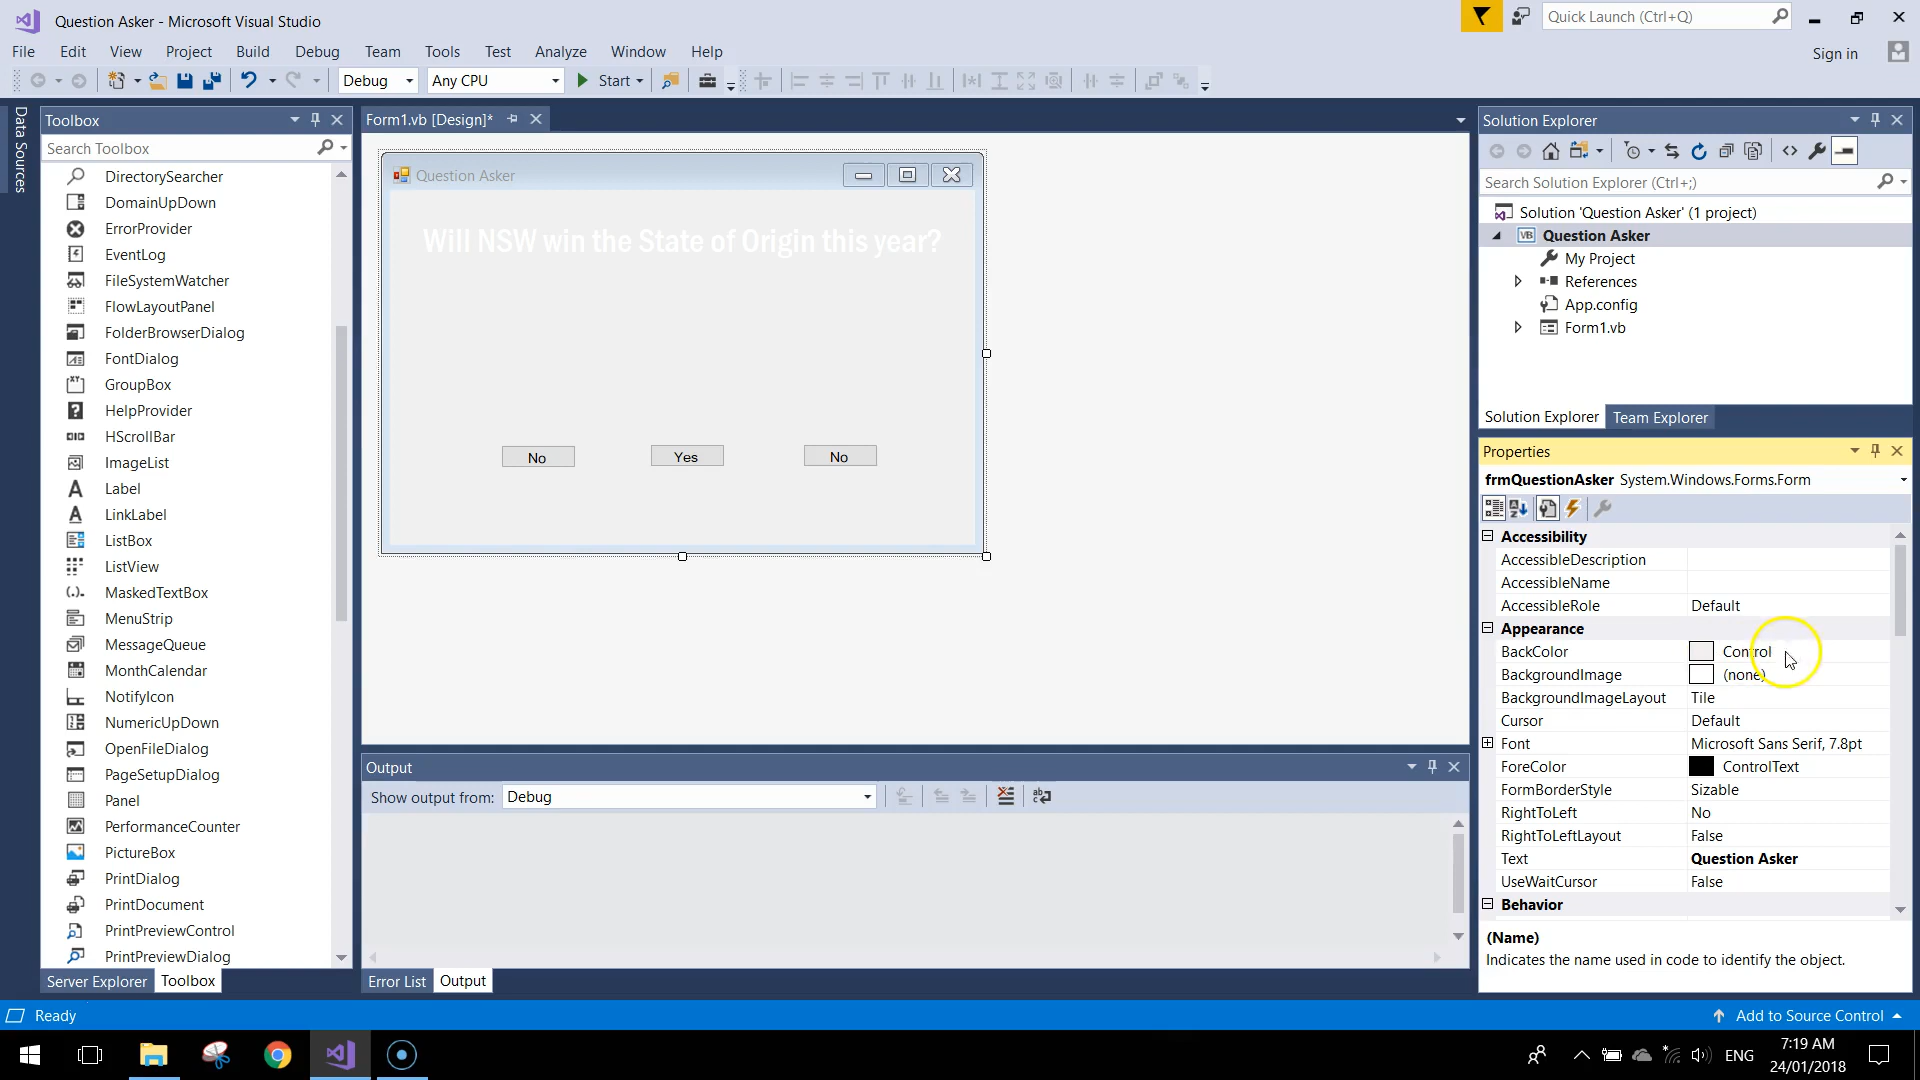 Question Asker - Microsoft Visual Studio
Quick Launch (Ctrl+Q)
File Edit View Project Build Debug Team Tools Test Analyze Window Help
Sign in
Debug Any CPU Start
Data Sources
Toolbox
Search Toolbox
DirectorySearcher
DomainUpDown
ErrorProvider
EventLog
FileSystemWatcher
FlowLayoutPanel
FolderBrowserDialog
FontDialog
GroupBox
HelpProvider
HScrollBar
ImageList
Label
LinkLabel
ListBox
ListView
MaskedTextBox
MenuStrip
MessageQueue
MonthCalendar
NotifyIcon
NumericUpDown
OpenFileDialog
PageSetupDialog
Panel
PerformanceCounter
PictureBox
PrintDialog
PrintDocument
PrintPreviewControl
PrintPreviewDialog
Server Explorer Toolbox
Form1.vb [Design]*
Question Asker
Will NSW win the State of Origin this year?
No Yes No
Output
Show output from: Debug
Error List Output
Solution Explorer
Search Solution Explorer (Ctrl+;)
Solution 'Question Asker' (1 project)
VB Question Asker
My Project
References
App.config
Form1.vb
Solution Explorer Team Explorer
Properties
frmQuestionAsker System.Windows.Forms.Form
Accessibility
AccessibleDescription
AccessibleName
AccessibleRole Default
Appearance
BackColor Control
BackgroundImage (none)
BackgroundImageLayout Tile
Cursor Default
Font Microsoft Sans Serif, 7.8pt
ForeColor ControlText
FormBorderStyle Sizable
RightToLeft No
RightToLeftLayout False
Text Question Asker
UseWaitCursor False
Behavior
(Name)
Indicates the name used in code to identify the object.
Ready
Add to Source Control
ENG
7:19 AM
24/01/2018